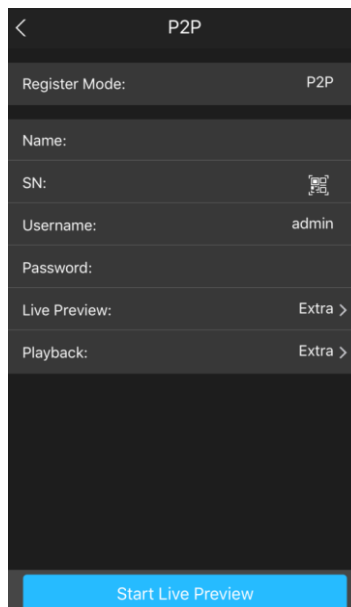 P2P
Register Mode: P2P
Name:
SN:
Username: admin
Password:
Live Preview: Extra >
Playback: Extra >
Start Live Preview